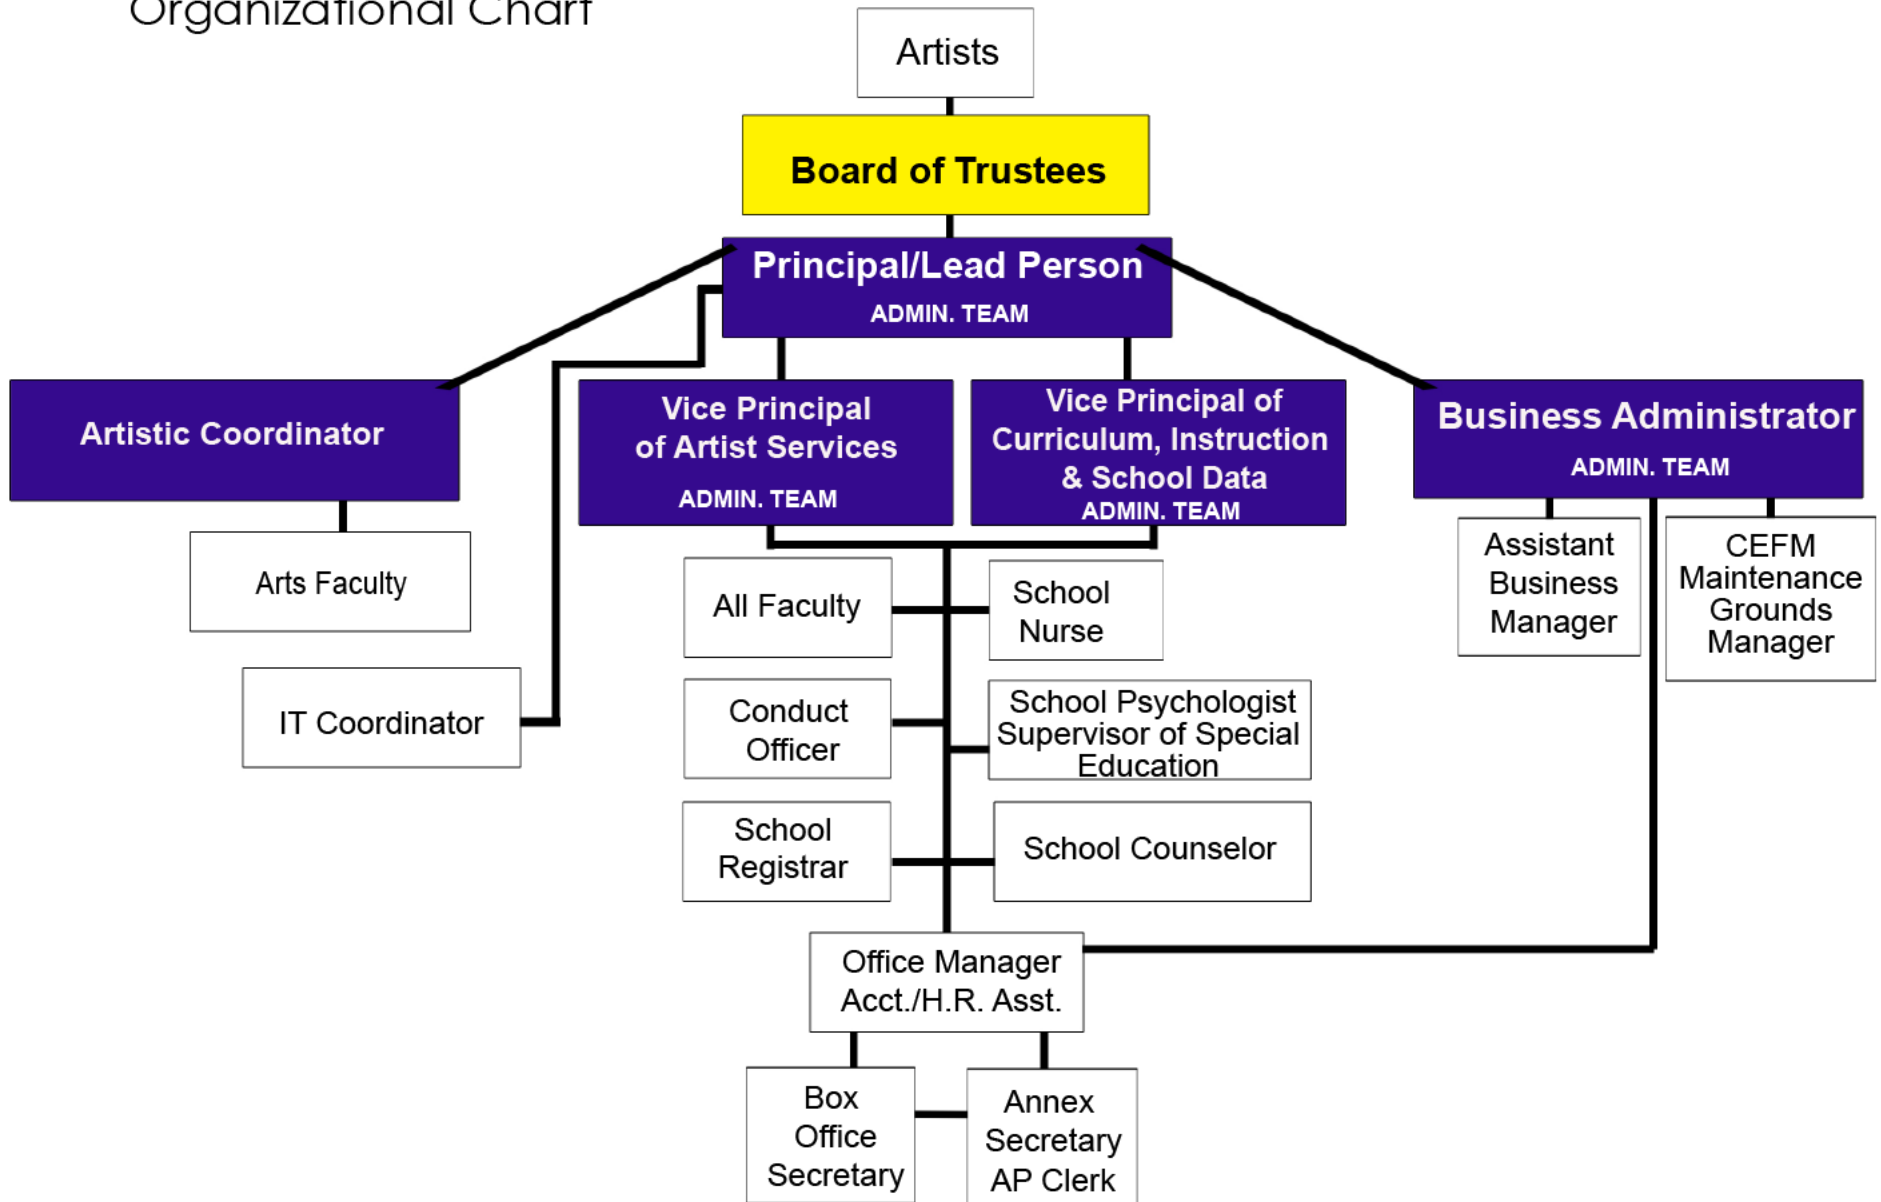 Organizational Chart
Artists
Board of Trustees
Principal/Lead Person
ADMIN. TEAM
Artistic Coordinator
Vice Principal
of Artist Services
ADMIN. TEAM
Vice Principal of
Curriculum, Instruction
& School Data
ADMIN. TEAM
Business Administrator
ADMIN. TEAM
Arts Faculty
IT Coordinator
All Faculty
School
Nurse
Conduct
Officer
School Psychologist
Supervisor of Special
Education
School
Registrar
School Counselor
Assistant
Business
Manager
CEFM
Maintenance
Grounds
Manager
Office Manager
Acct./H.R. Asst.
Box
Office
Secretary
Annex
Secretary
AP Clerk